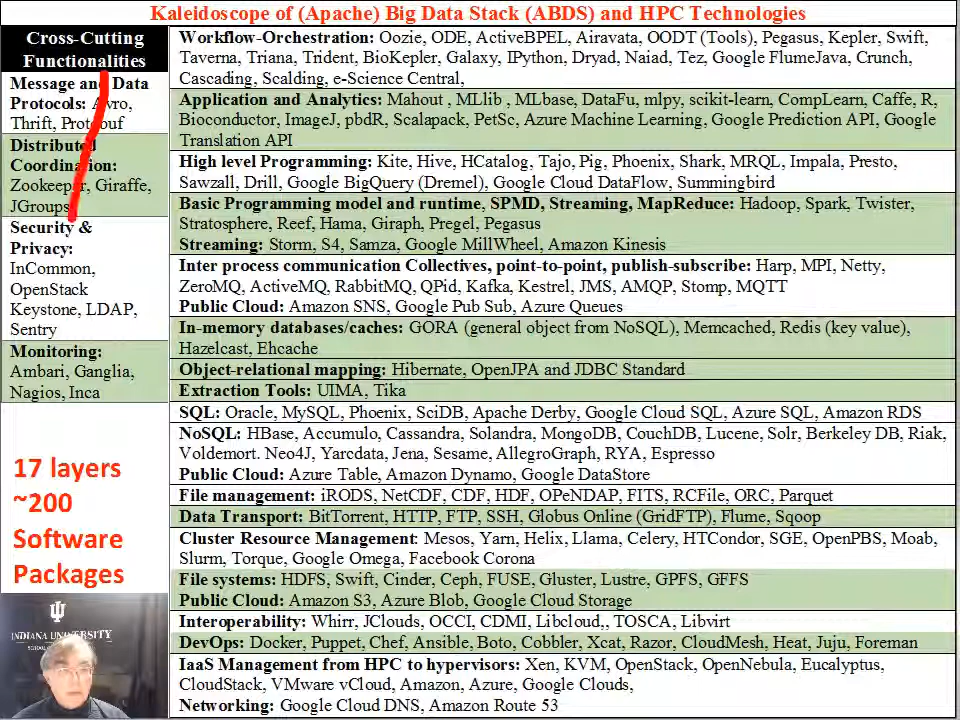 Kaleidoscope of (Apache) Big Data Stack (ABDS) and HPC Technologies
Cross-Cutting
Functionalities
Message and Data
Protocols: Avro,
Thrift, Protobuf
Distributed
Coordination:
Zookeeper, Giraffe,
JGroups
Security &
Privacy:
InCommon,
OpenStack
Keystone, LDAP,
Sentry
Monitoring:
Ambari, Ganglia,
Nagios, Inca
17 layers
~200
Software
Packages
INDIANA UNIVERSITY
Workflow-Orchestration: Oozie, ODE, ActiveBPEL, Airavata, OODT (Tools), Pegasus, Kepler, Swift,
Taverna, Triana, Trident, BioKepler, Galaxy, IPython, Dryad, Naiad, Tez, Google FlumeJava, Crunch,
Cascading, Scalding, e-Science Central,
Application and Analytics: Mahout , MLlib , MLbase, DataFu, mlpy, scikit-learn, CompLearn, Caffe, R,
Bioconductor, ImageJ, pbdR, Scalapack, PetSc, Azure Machine Learning, Google Prediction API, Google
Translation API
High level Programming: Kite, Hive, HCatalog, Tajo, Pig, Phoenix, Shark, MRQL, Impala, Presto,
Sawzall, Drill, Google BigQuery (Dremel), Google Cloud DataFlow, Summingbird
Basic Programming model and runtime, SPMD, Streaming, MapReduce: Hadoop, Spark, Twister,
Stratosphere, Reef, Hama, Giraph, Pregel, Pegasus
Streaming: Storm, S4, Samza, Google MillWheel, Amazon Kinesis
Inter process communication Collectives, point-to-point, publish-subscribe: Harp, MPI, Netty,
ZeroMQ, ActiveMQ, RabbitMQ, QPid, Kafka, Kestrel, JMS, AMQP, Stomp, MQTT
Public Cloud: Amazon SNS, Google Pub Sub, Azure Queues
In-memory databases/caches: GORA (general object from NoSQL), Memcached, Redis (key value),
Hazelcast, Ehcache
Object-relational mapping: Hibernate, OpenJPA and JDBC Standard
Extraction Tools: UIMA, Tika
SQL: Oracle, MySQL, Phoenix, SciDB, Apache Derby, Google Cloud SQL, Azure SQL, Amazon RDS
NoSQL: HBase, Accumulo, Cassandra, Solandra, MongoDB, CouchDB, Lucene, Solr, Berkeley DB, Riak,
Voldemort. Neo4J, Yarcdata, Jena, Sesame, AllegroGraph, RYA, Espresso
Public Cloud: Azure Table, Amazon Dynamo, Google DataStore
File management: iRODS, NetCDF, CDF, HDF, OPeNDAP, FITS, RCFile, ORC, Parquet
Data Transport: BitTorrent, HTTP, FTP, SSH, Globus Online (GridFTP), Flume, Sqoop
Cluster Resource Management: Mesos, Yarn, Helix, Llama, Celery, HTCondor, SGE, OpenPBS, Moab,
Slurm, Torque, Google Omega, Facebook Corona
File systems: HDFS, Swift, Cinder, Ceph, FUSE, Gluster, Lustre, GPFS, GFFS
Public Cloud: Amazon S3, Azure Blob, Google Cloud Storage
Interoperability: Whirr, JClouds, OCCI, CDMI, Libcloud,, TOSCA, Libvirt
DevOps: Docker, Puppet, Chef, Ansible, Boto, Cobbler, Xcat, Razor, CloudMesh, Heat, Juju, Foreman
IaaS Management from HPC to hypervisors: Xen, KVM, OpenStack, OpenNebula, Eucalyptus,
CloudStack, VMware vCloud, Amazon, Azure, Google Clouds,
Networking: Google Cloud DNS, Amazon Route 53